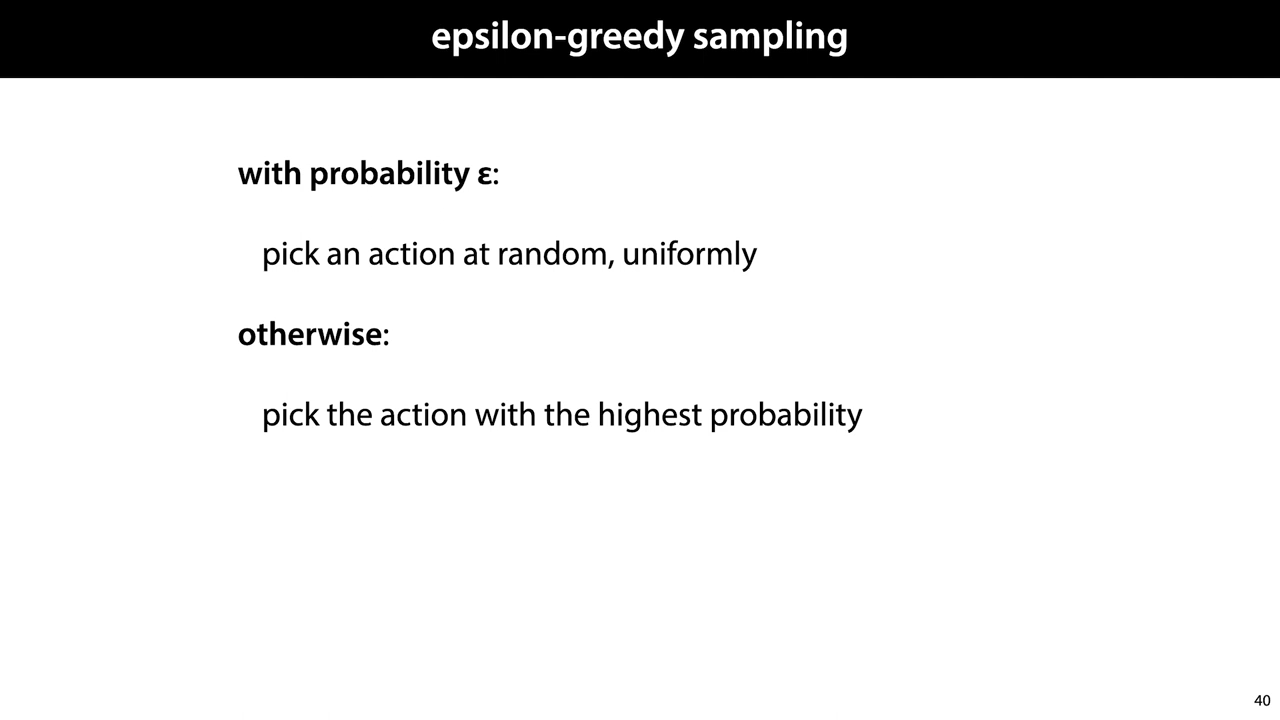 epsilon-greedy sampling
with probability ε:
pick an action at random, uniformly
otherwise:
pick the action with the highest probability
40